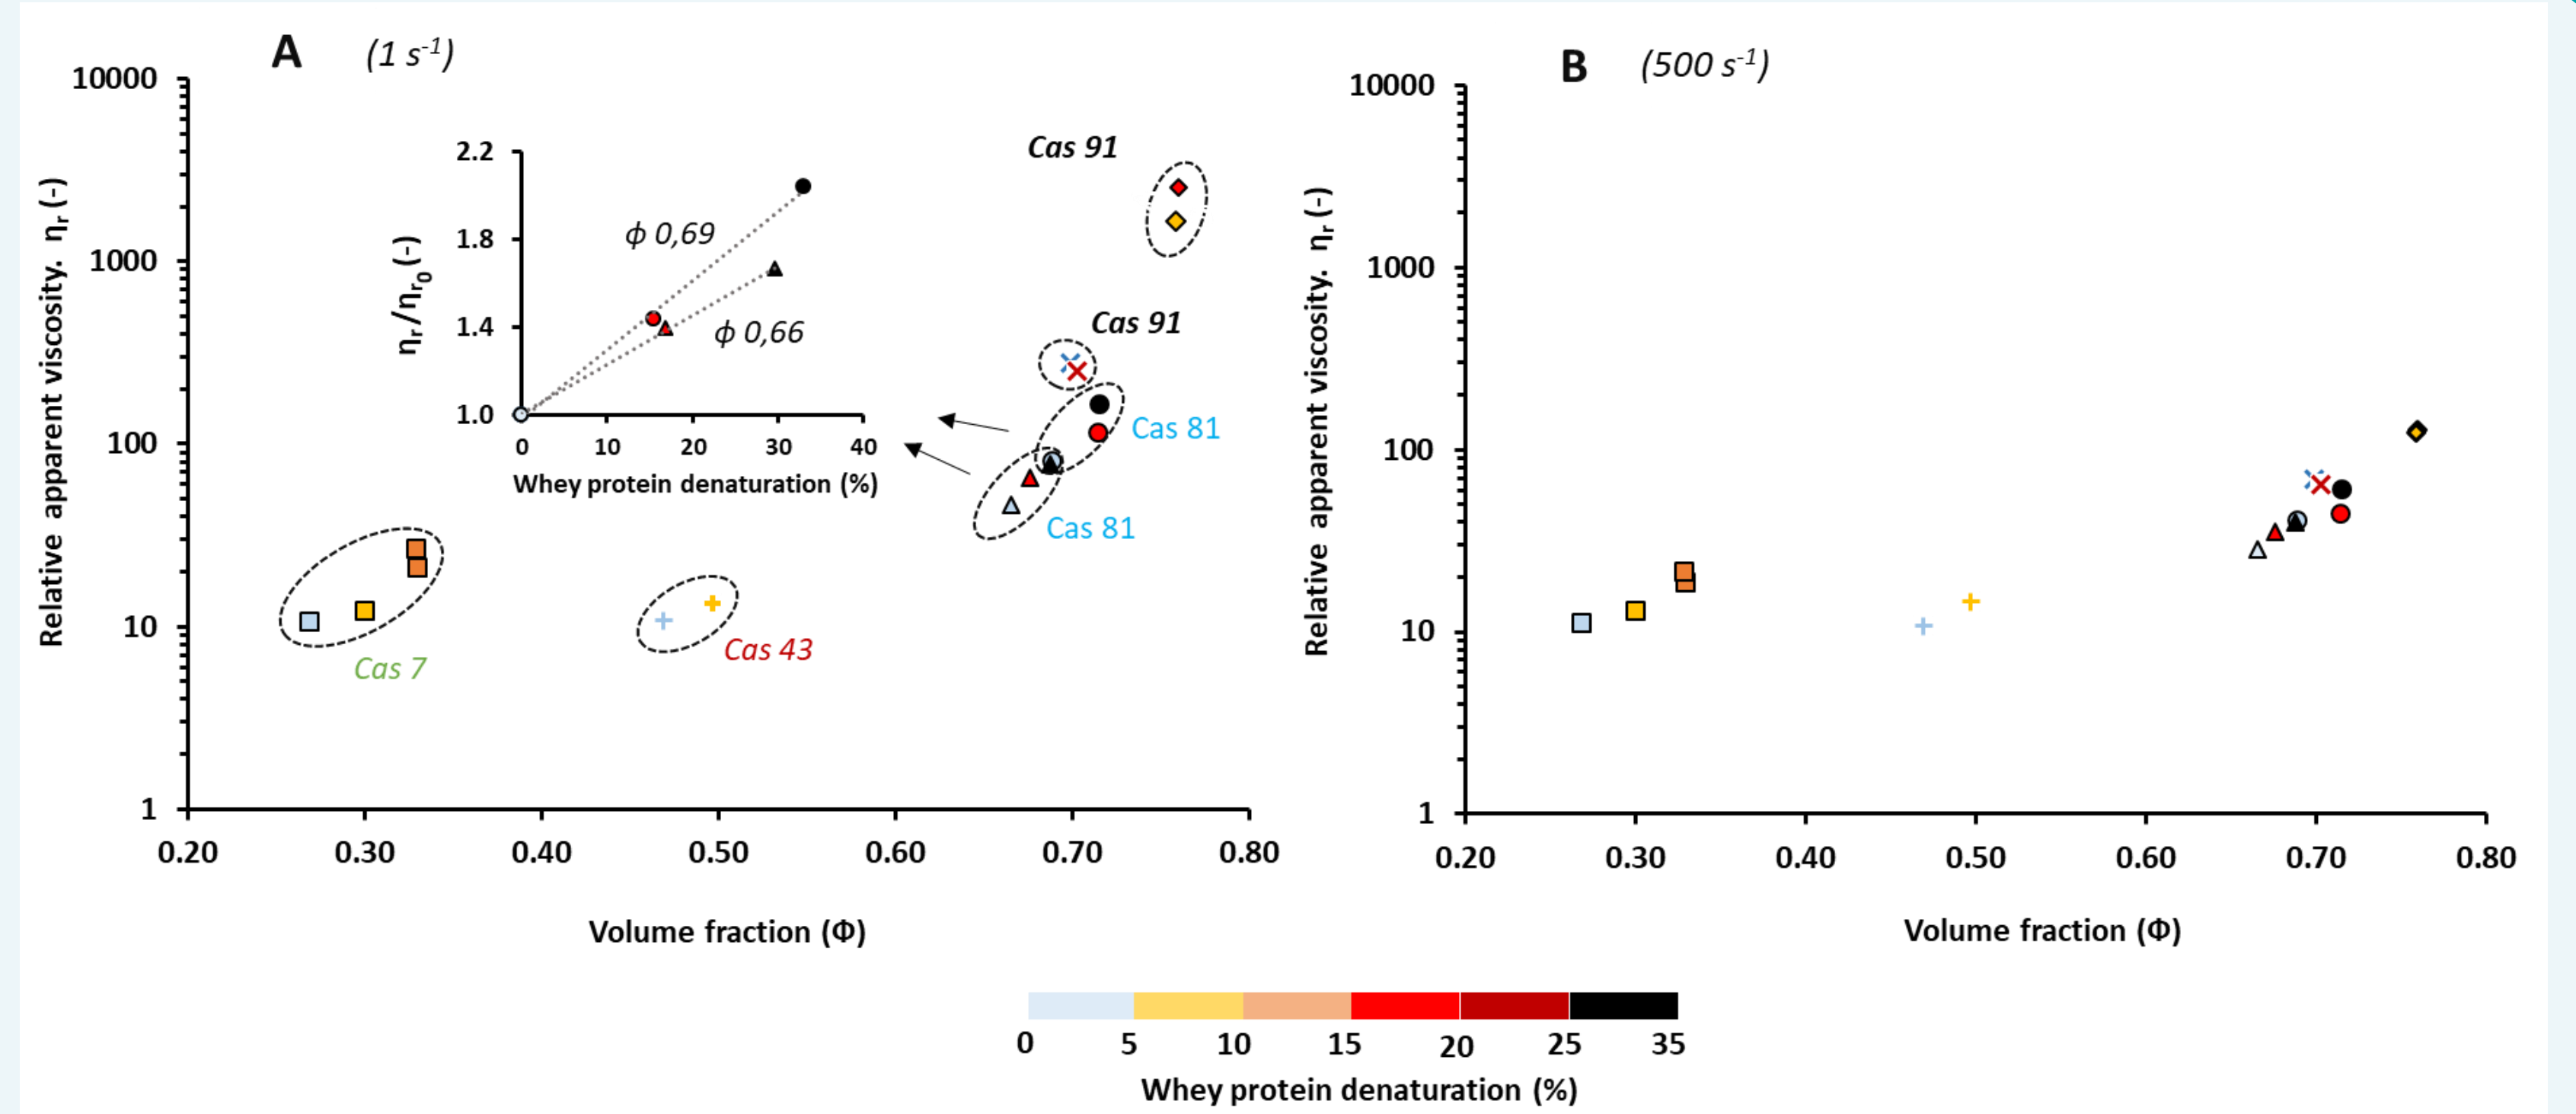 A (1 s-1)
10000
1000
100
10
1
Relative apparent viscosity. ηr (-)
0.20 0.30 0.40 0.50 0.60 0.70 0.80
Volume fraction (Φ)
2.2
1.8
1.4
1.0
ηr/ηr0 (-)
0 10 20 30 40
Whey protein denaturation (%)
ϕ 0,69
ϕ 0,66
Cas 91
Cas 91
Cas 81
Cas 81
Cas 7
Cas 43
B (500 s-1)
10000
1000
100
10
1
Relative apparent viscosity. ηr (-)
0.20 0.30 0.40 0.50 0.60 0.70 0.80
Volume fraction (Φ)
0 5 10 15 20 25 35
Whey protein denaturation (%)